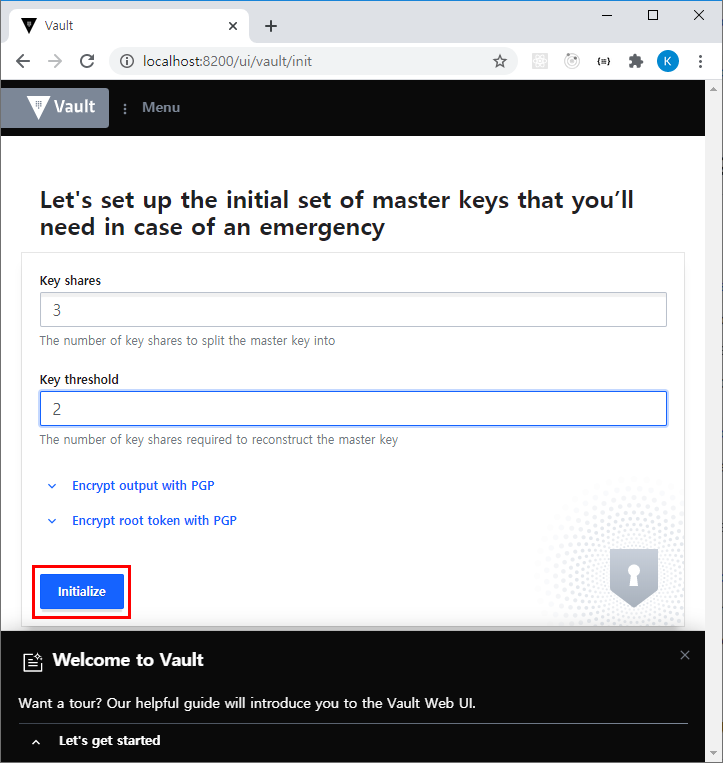 Vault
localhost:8200/ui/vault/init
K
Vault
Menu
Let's set up the initial set of master keys that you’ll
need in case of an emergency
Key shares
3
The number of key shares to split the master key into
Key threshold
2
The number of key shares required to reconstruct the master key
Encrypt output with PGP
Encrypt root token with PGP
Initialize
Welcome to Vault
Want a tour? Our helpful guide will introduce you to the Vault Web UI.
Let's get started